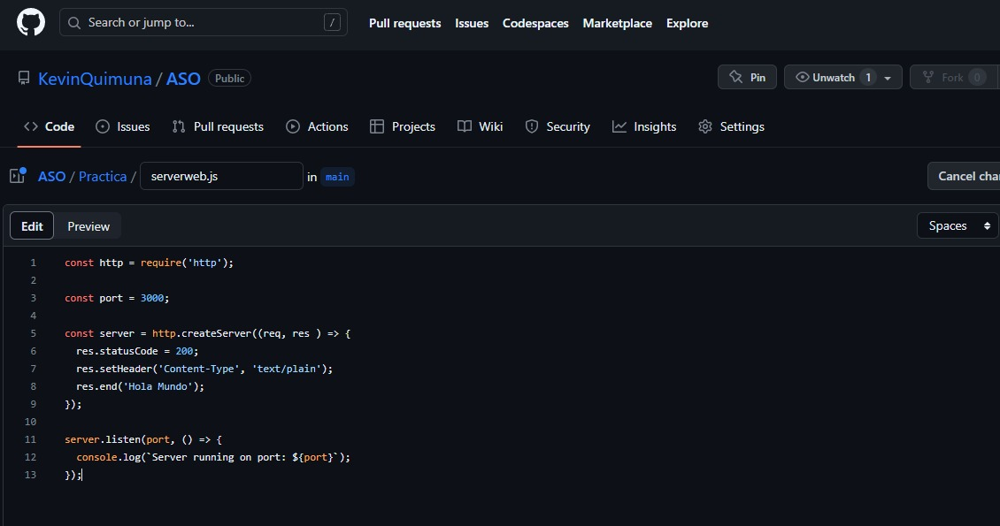 Search or jump to... / Pull requests Issues Codespaces Marketplace Explore
KevinQuimuna / ASO Public Pin Unwatch 1 Fork 0
Code Issues Pull requests Actions Projects Wiki Security Insights Settings
ASO / Practica / serverweb.js in main Cancel cha
Edit Preview Spaces
1 const http = require('http');
2
3 const port = 3000;
4
5 const server = http.createServer((req, res ) => {
6 res.statusCode = 200;
7 res.setHeader('Content-Type', 'text/plain');
8 res.end('Hola Mundo');
9 });
10
11 server.listen(port, () => {
12 console.log(`Server running on port: ${port}`);
13 });